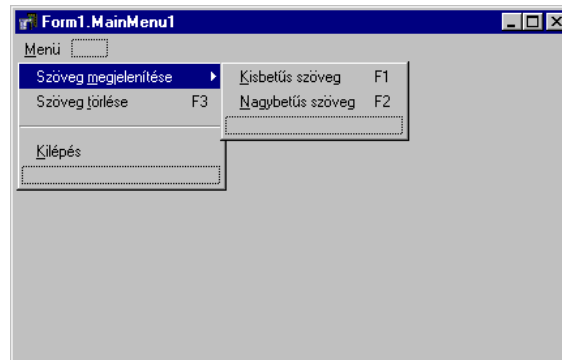 Form1.MainMenu1
Menü
Szöveg megjelenítése
Kisbetűs szöveg F1
Szöveg törlése F3
Nagybetűs szöveg F2
Kilépés